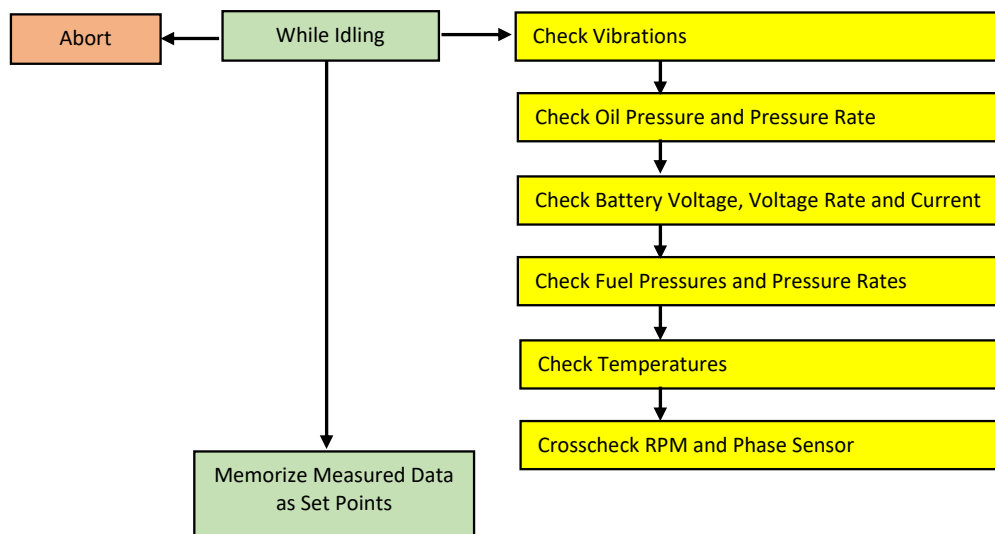 Abort
While Idling
Check Vibrations
Check Oil Pressure and Pressure Rate
Check Battery Voltage, Voltage Rate and Current
Check Fuel Pressures and Pressure Rates
Check Temperatures
Crosscheck RPM and Phase Sensor
Memorize Measured Data
as Set Points